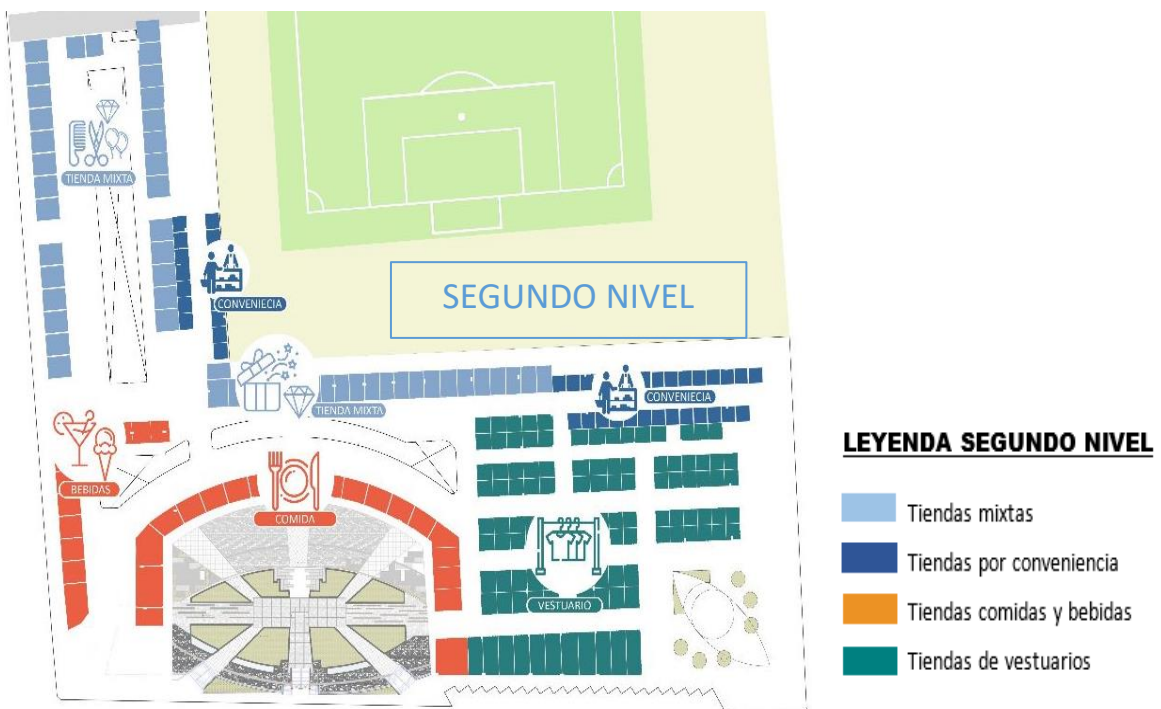 TIENDA MIXTA
CONVENIECIA
SEGUNDO NIVEL
TIENDA MIXTA
CONVENIECIA
BEBIDAS
COMIDA
VESTUARIO
LEYENDA SEGUNDO NIVEL
Tiendas mixtas
Tiendas por conveniencia
Tiendas comidas y bebidas
Tiendas de vestuarios